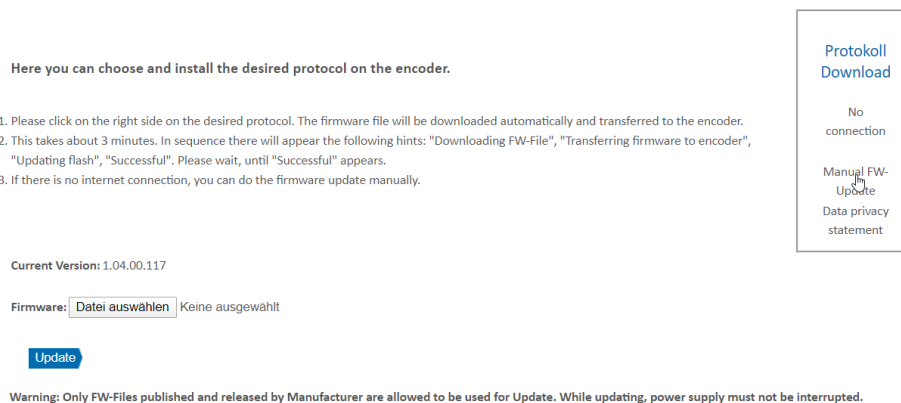 Here you can choose and install the desired protocol on the encoder.
1. Please click on the right side on the desired protocol. The firmware file will be downloaded automatically and transferred to the encoder.
2. This takes about 3 minutes. In sequence there will appear the following hints: "Downloading FW-File", "Transferring firmware to encoder",
"Updating flash", "Successful". Please wait, until "Successful" appears.
3. If there is no internet connection, you can do the firmware update manually.
Current Version: 1.04.00.117
Firmware: Datei auswählen Keine ausgewählt
Update
Warning: Only FW-Files published and released by Manufacturer are allowed to be used for Update. While updating, power supply must not be interrupted.
Protokoll
Download
No
connection
Manual FW-
Update
Data privacy
statement